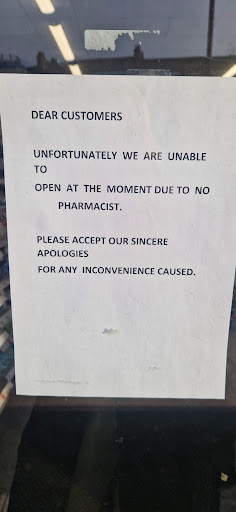 DEAR CUSTOMERS
UNFORTUNATELY WE ARE UNABLE
TO
OPEN AT THE MOMENT DUE TO NO
PHARMACIST.
PLEASE ACCEPT OUR SINCERE
APOLOGIES
FOR ANY INCONVENIENCE CAUSED.